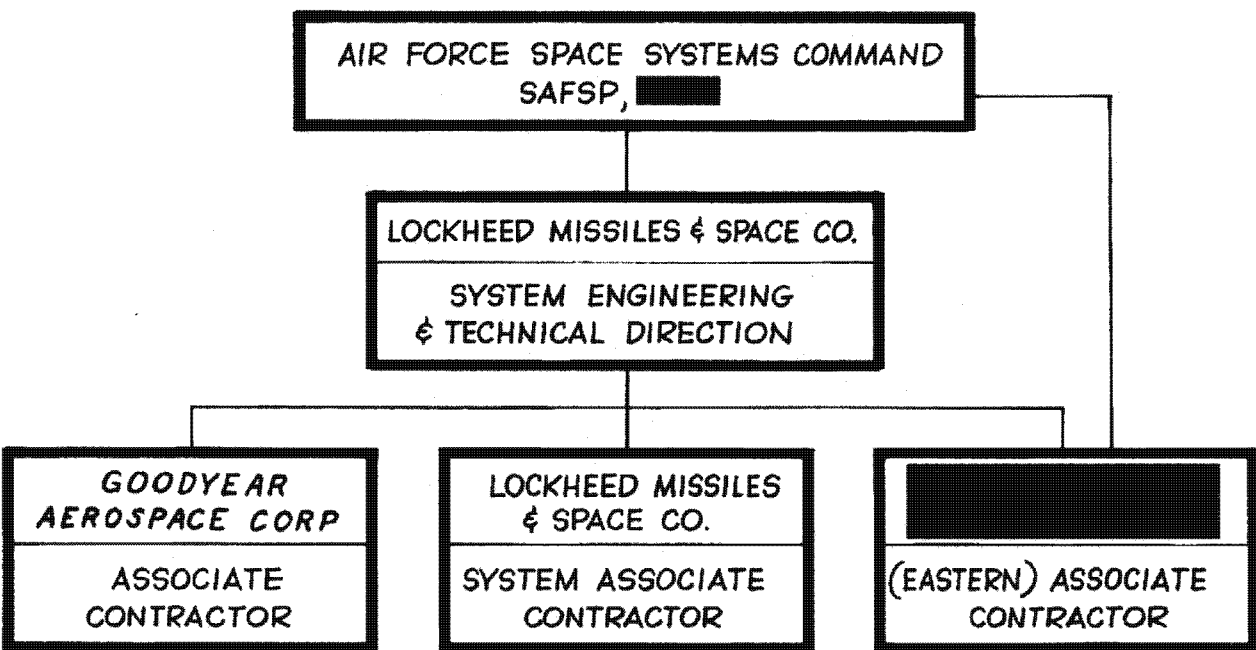 AIR FORCE SPACE SYSTEMS COMMAND
SAFSP,
LOCKHEED MISSILES & SPACE CO.
SYSTEM ENGINEERING
& TECHNICAL DIRECTION
GOODYEAR
AEROSPACE CORP
ASSOCIATE
CONTRACTOR
LOCKHEED MISSILES
& SPACE CO.
SYSTEM ASSOCIATE
CONTRACTOR
(EASTERN) ASSOCIATE
CONTRACTOR